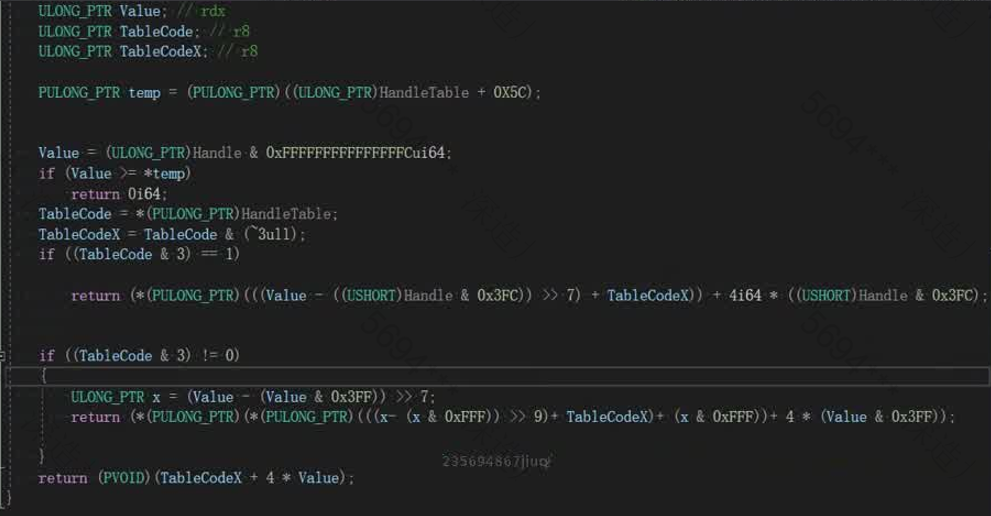 ULONG_PTR Value; // rdx
ULONG_PTR TableCode; // r8
ULONG_PTR TableCodeX; // r8
PULONG_PTR temp = (PULONG_PTR)((ULONG_PTR)HandleTable + 0X5C);
Value = (ULONG_PTR)Handle & 0xFFFFFFFFFFFFFFFCui64;
if (Value >= *temp)
return 0i64;
TableCode = *(PULONG_PTR)HandleTable;
TableCodeX = TableCode & (~3ull);
if ((TableCode & 3) == 1)
return (*(PULONG_PTR)(((Value - ((USHORT)Handle & 0x3FC)) >> 7) + TableCodeX)) + 4i64 * ((USHORT)Handle & 0x3FC);
if ((TableCode & 3) != 0)
{
ULONG_PTR x = (Value - (Value & 0x3FF)) >> 7;
return (*(PULONG_PTR)(*(PULONG_PTR)(((x- (x & 0xFFF)) >> 9)+ TableCodeX)+ (x & 0xFFF))+ 4 * (Value & 0x3FF));
}
235694867jiuqy
return (PVOID)(TableCodeX + 4 * Value);
}